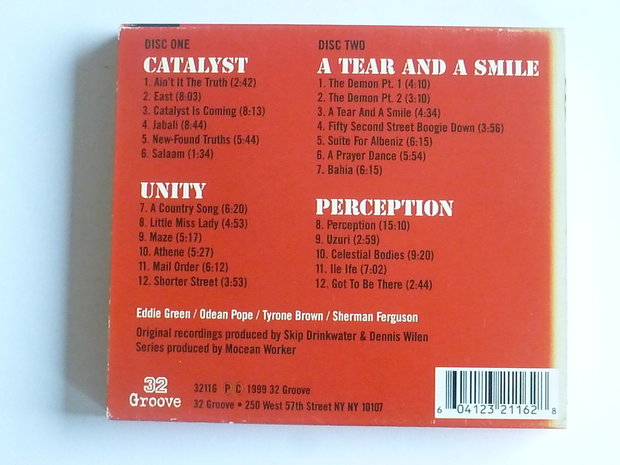 DISC ONE
CATALYST
1. Ain't It The Truth (2:42)
2. East (8:03)
3. Catalyst Is Coming (8:13)
4. Jabali (8:44)
5. New-Found Truths (5:44)
6. Salaam (1:34)
UNITY
7. A Country Song (6:20)
8. Little Miss Lady (4:53)
9. Maze (5:17)
10. Athene (5:27)
11. Mail Order (6:12)
12. Shorter Street (3:53)
DISC TWO
A TEAR AND A SMILE
1. The Demon Pt. 1 (4:10)
2. The Demon Pt. 2 (3:10)
3. A Tear And A Smile (4:34)
4. Fifty Second Street Boogie Down (3:56)
5. Suite For Albeniz (6:15)
6. A Prayer Dance (5:54)
7. Bahia (6:15)
PERCEPTION
8. Perception (15:10)
9. Uzuri (2:59)
10. Celestial Bodies (9:20)
11. Ile Ife (7:02)
12. Got To Be There (2:44)
Eddie Green / Odean Pope / Tyrone Brown / Sherman Ferguson
Original recordings produced by Skip Drinkwater & Dennis Wilen
Series produced by Mocean Worker
32
Groove
32116 Ⓟ Ⓒ 1999 32 Groove
32 Groove • 250 West 57th Street NY NY 10107
6 04123 21162 8